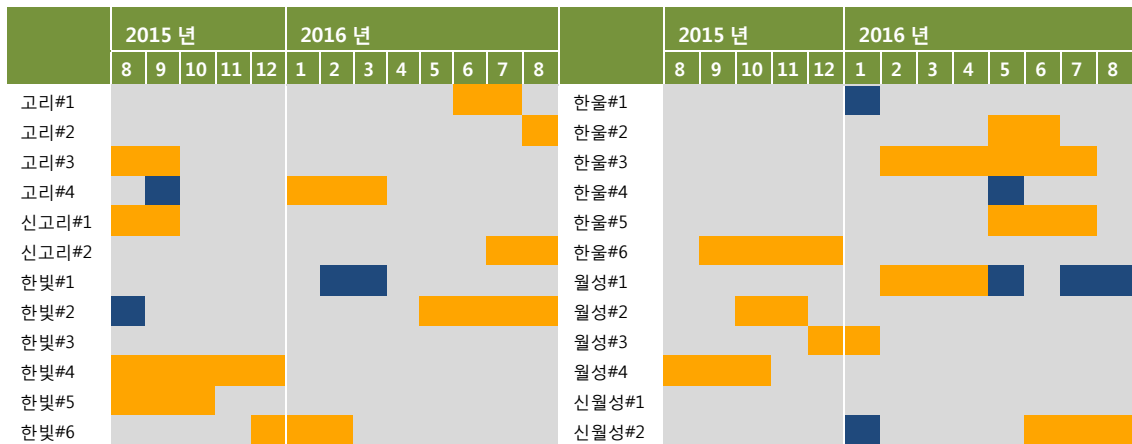 2015 년 2016 년 2015 년 2016 년
8 9 10 11 12 1 2 3 4 5 6 7 8 8 9 10 11 12 1 2 3 4 5 6 7 8
고리#1 한울#1
고리#2 한울#2
고리#3 한울#3
고리#4 한울#4
신고리#1 한울#5
신고리#2 한울#6
한빛#1 월성#1
한빛#2 월성#2
한빛#3 월성#3
한빛#4 월성#4
한빛#5 신월성#1
한빛#6 신월성#2